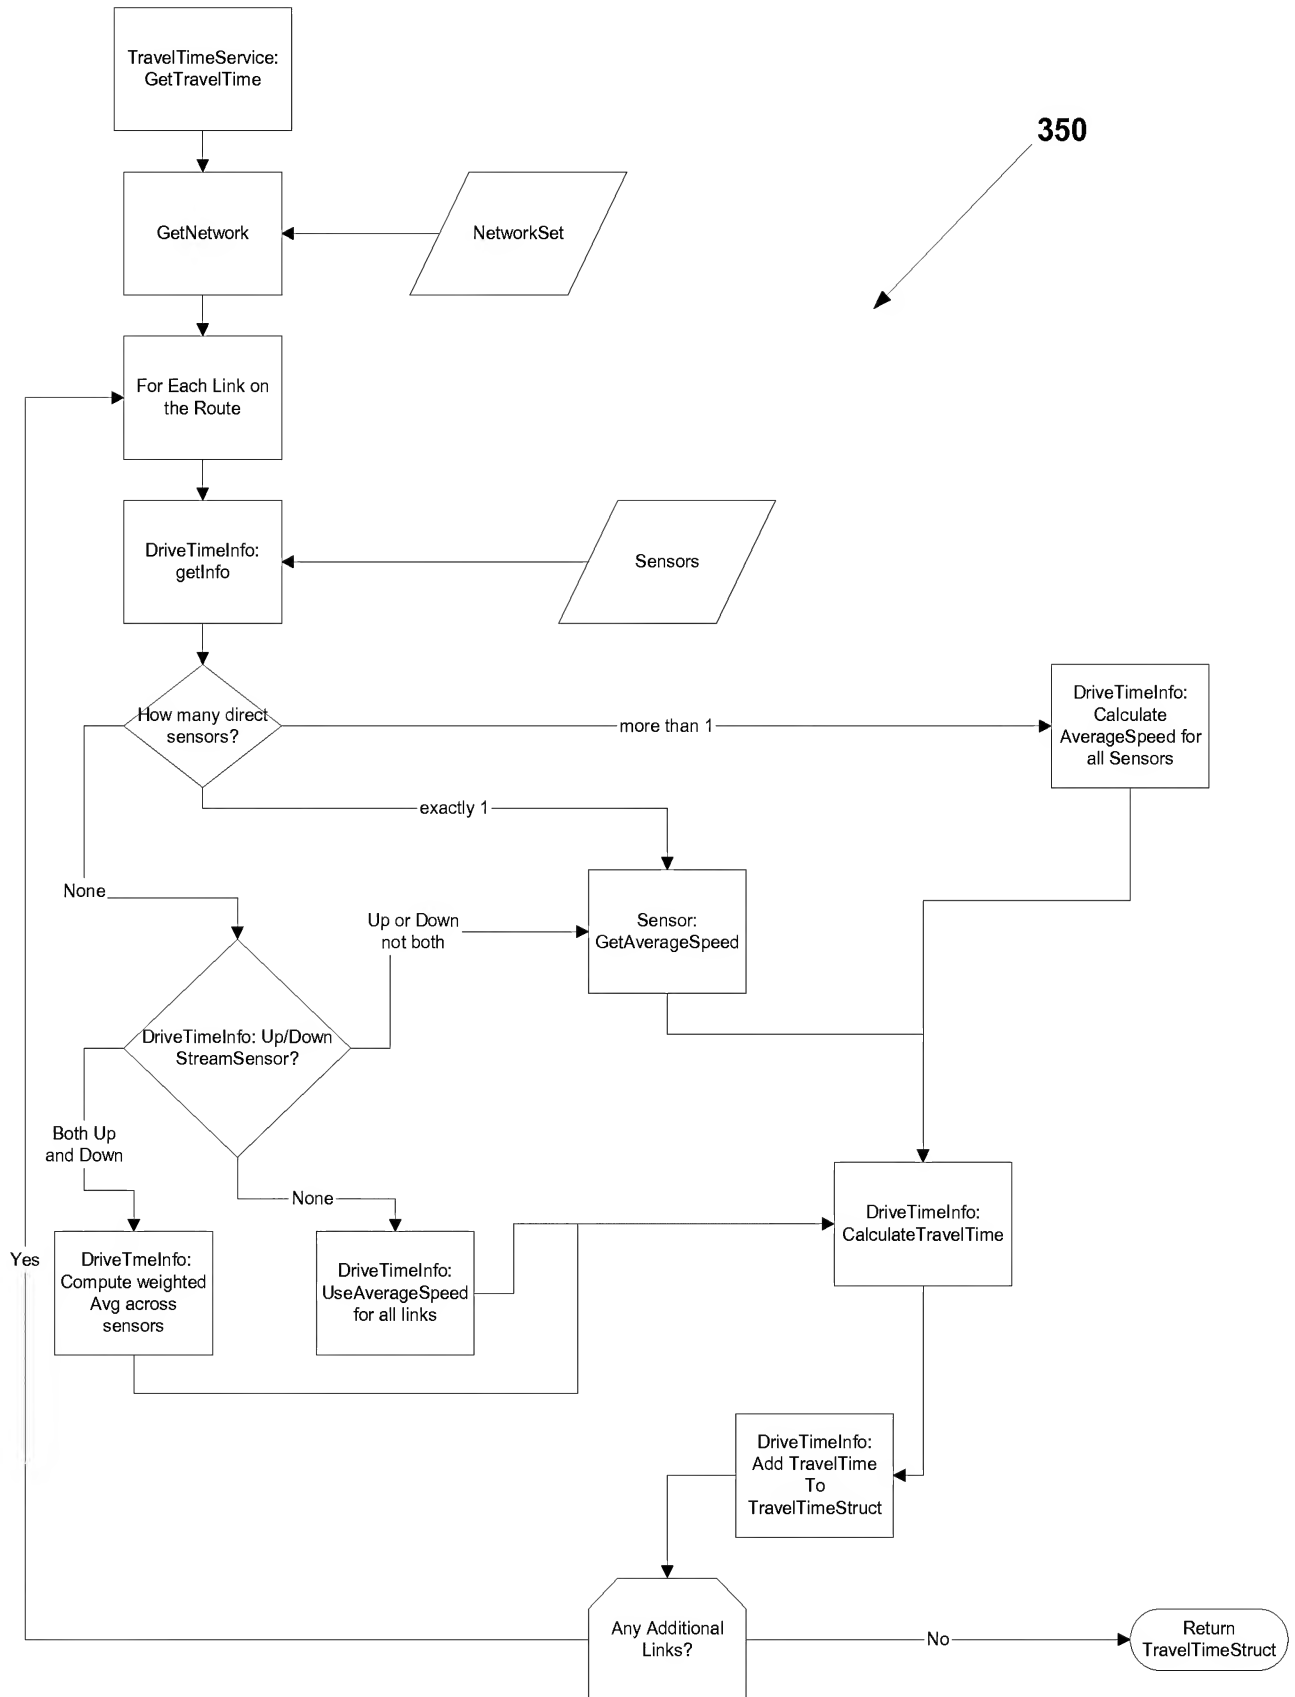 TravelTimeService:
GetTravelTime
350
GetNetwork
NetworkSet
For Each Link on
the Route
DriveTimeInfo:
getInfo
Sensors
How many direct
sensors?
more than 1
DriveTimeInfo:
Calculate
AverageSpeed for
all Sensors
exactly 1
None
Up or Down
not both
Sensor:
GetAverageSpeed
DriveTimeInfo: Up/Down
StreamSensor?
Both Up
and Down
None
DriveTimeInfo:
CalculateTravelTime
Yes
DriveTmeInfo:
Compute weighted
Avg across
sensors
DriveTimeInfo:
UseAverageSpeed
for all links
DriveTimeInfo:
Add TravelTime
To
TravelTimeStruct
Any Additional
Links?
No
Return
TravelTimeStruct